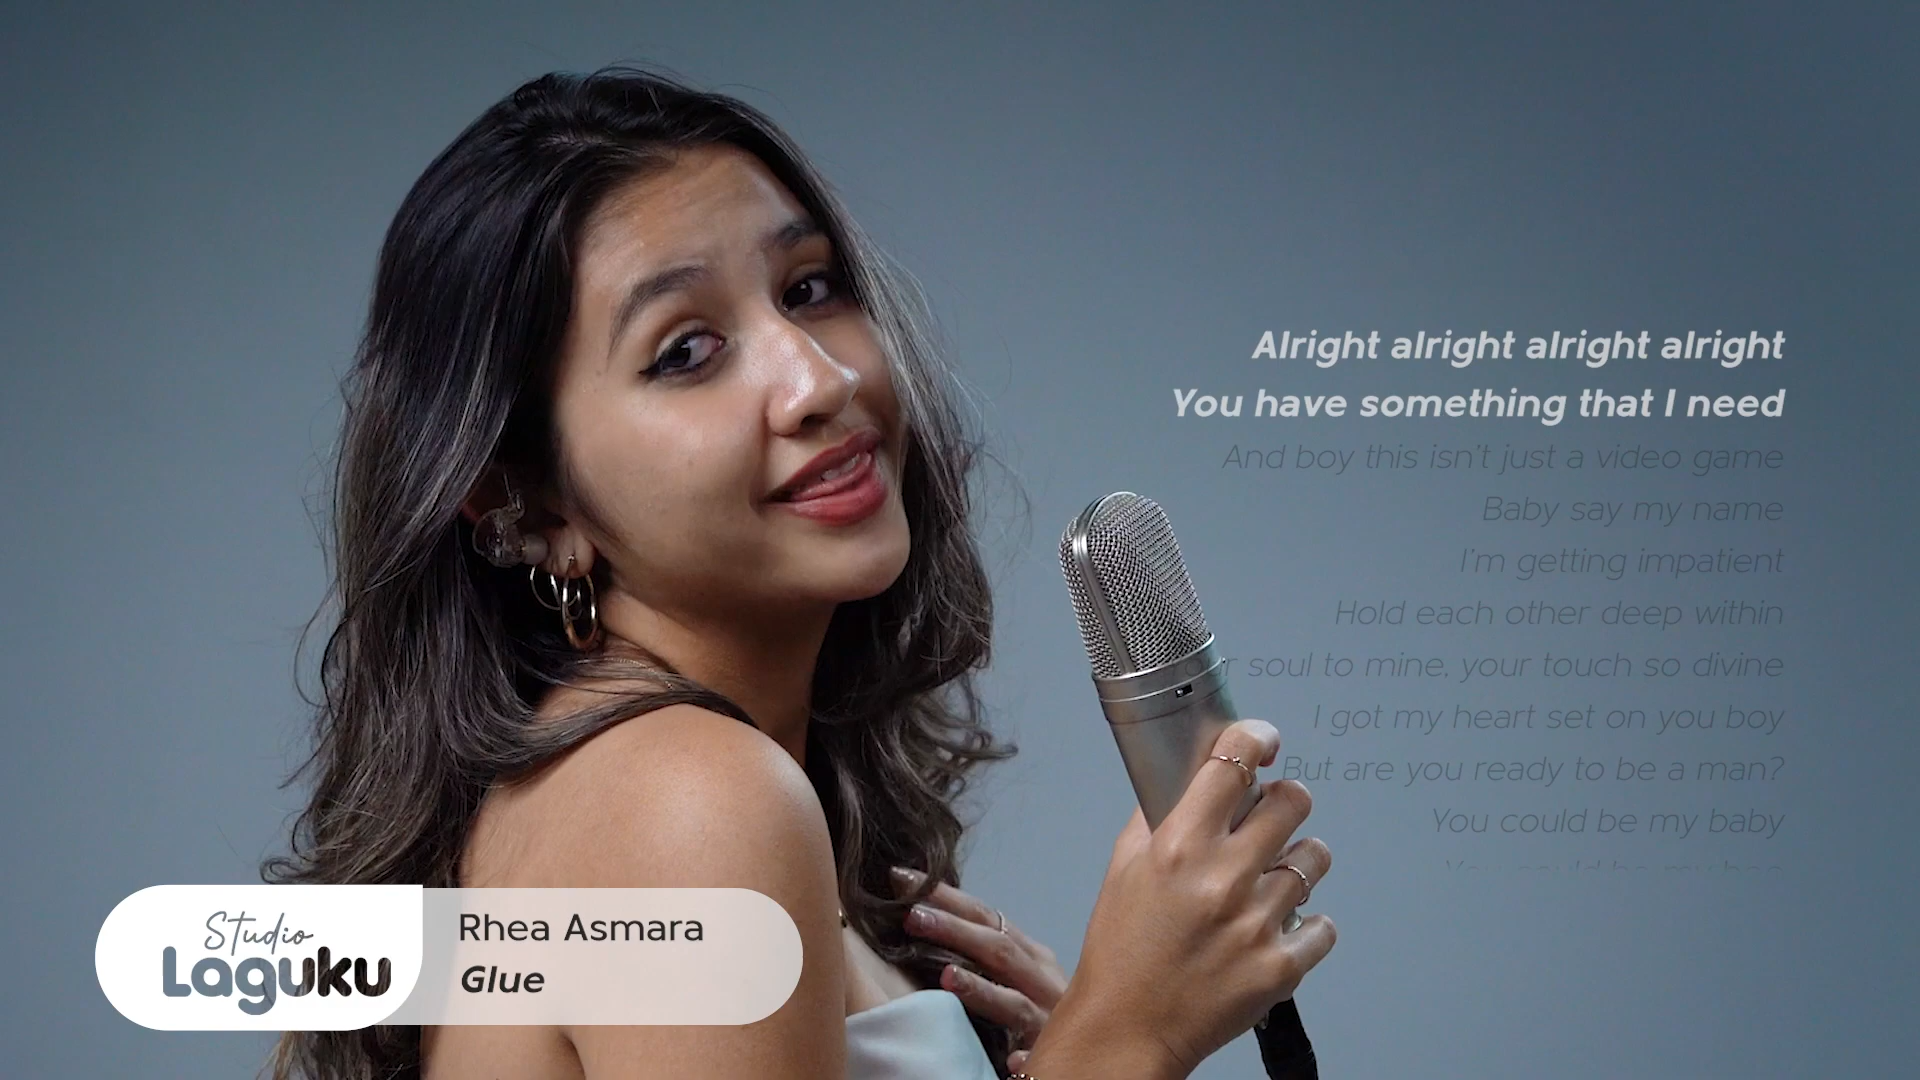 Alright alright alright alright
You have something that I need
And boy this isn't just a video game
Baby say my name
I'm getting impatient
Hold each other deep within
soul to mine, your touch so divine
I got my heart set on you boy
But are you ready to be a man?
You could be my baby
Studio
Laguku
Rhea Asmara
Glue